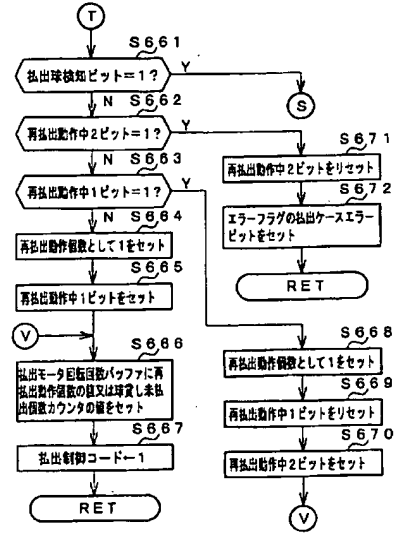 T
S661
払出球検知ビット=1?
Y
S
N
S662
再払出動作中2ビット=1?
Y
N
S663
再払出動作中1ビット=1?
Y
N
S664
再払出動作個数として1をセット
S665
再払出動作中1ビットをセット
V
S666
払出モータ回転回数バッファに再
払出動作個数の値又は球貸し未払
出個数カウンタの値をセット
S667
払出制御コード←1
RET
S671
再払出動作中2ビットをリセット
S672
エラーフラグの払出ケースエラー
ビットをセット
RET
S668
再払出動作個数として1をセット
S669
再払出動作中1ビットをリセット
S670
再払出動作中2ビットをセット
V